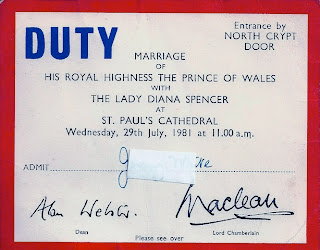 DUTY
Entrance by
NORTH CRYPT
DOOR
MARRIAGE
OF
HIS ROYAL HIGHNESS THE PRINCE OF WALES
WITH
THE LADY DIANA SPENCER
AT
ST. PAUL'S CATHEDRAL
Wednesday, 29th July, 1981 at 11.00 a.m.
ADMIT
Alan Webster.
Maclean
Dean
Lord Chamberlain
Please see over